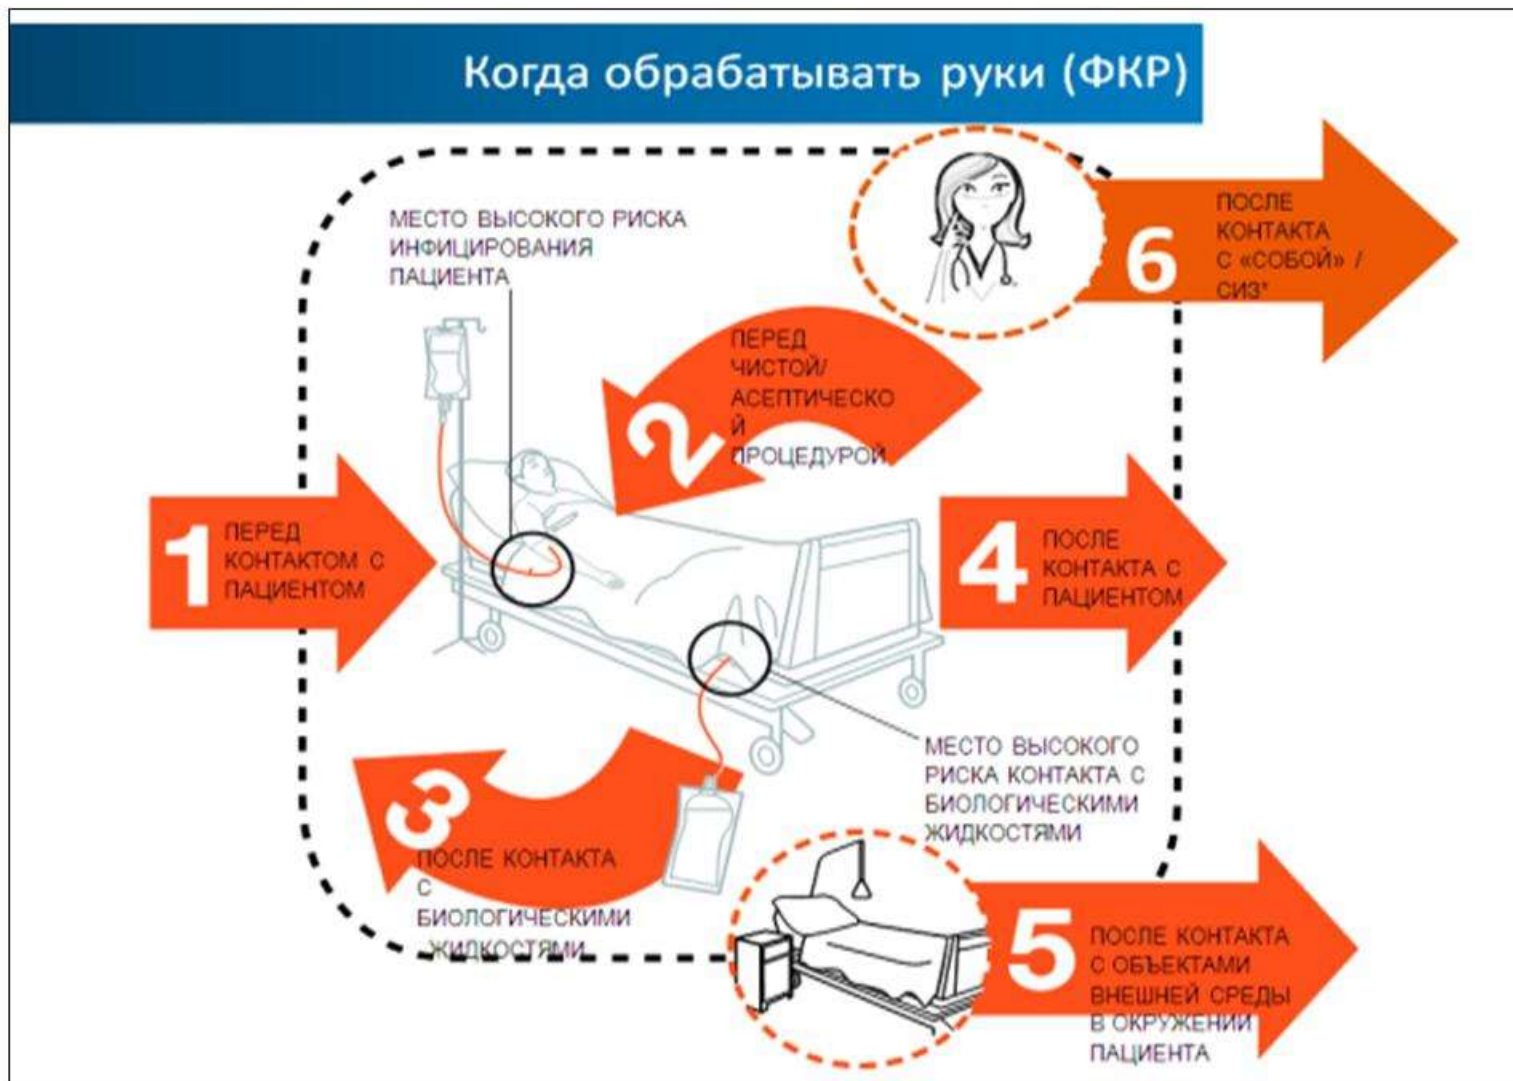 Когда обрабатывать руки (ФКР)
МЕСТО ВЫСОКОГО РИСКА
ИНФИЦИРОВАНИЯ
ПАЦИЕНТА
6
ПОСЛЕ
КОНТАКТА
С «СОБОЙ» /
СИЗ*
2
ПЕРЕД
ЧИСТОЙ/
АСЕПТИЧЕСКО
Й
ПРОЦЕДУРОЙ
1
ПЕРЕД
КОНТАКТОМ С
ПАЦИЕНТОМ
4
ПОСЛЕ
КОНТАКТА С
ПАЦИЕНТОМ
3
ПОСЛЕ КОНТАКТА
С
БИОЛОГИЧЕСКИМИ
ЖИДКОСТЯМИ
МЕСТО ВЫСОКОГО
РИСКА КОНТАКТА С
БИОЛОГИЧЕСКИМИ
ЖИДКОСТЯМИ
5
ПОСЛЕ КОНТАКТА
С ОБЪЕКТАМИ
ВНЕШНЕЙ СРЕДЫ
В ОКРУЖЕНИИ
ПАЦИЕНТА